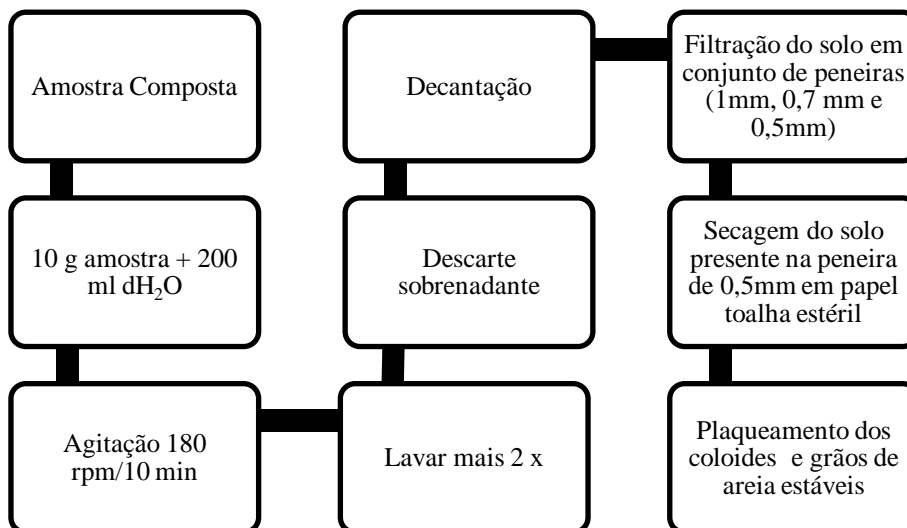 Amostra Composta
10 g amostra + 200
ml dH₂O
Agitação 180
rpm/10 min
Lavar mais 2 x
Descarte
sobrenadante
Decantação
Filtração do solo em
conjunto de peneiras
(1mm, 0,7 mm e
0,5mm)
Secagem do solo
presente na peneira
de 0,5mm em papel
toalha estéril
Plaqueamento dos
coloides e grãos de
areia estáveis